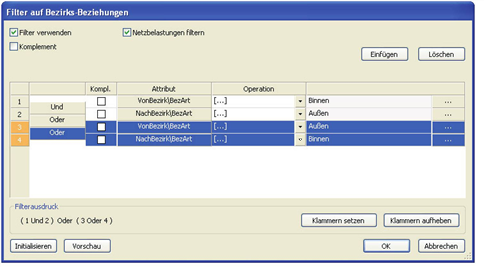 Filter auf Bezirks-Beziehungen
Filter verwenden Netzbelastungen filtern
Komplement
Einfügen Löschen
Kompl. Attribut Operation
1 VonBezirk\BezArt [...] Binnen ...
Und
2 NachBezirk\BezArt [...] Außen ...
Oder
3 VonBezirk\BezArt [...] Außen ...
Oder
4 NachBezirk\BezArt [...] Binnen ...
Filterausdruck
( 1 Und 2 ) Oder ( 3 Oder 4 ) Klammern setzen Klammern aufheben
Initialisieren Vorschau OK Abbrechen